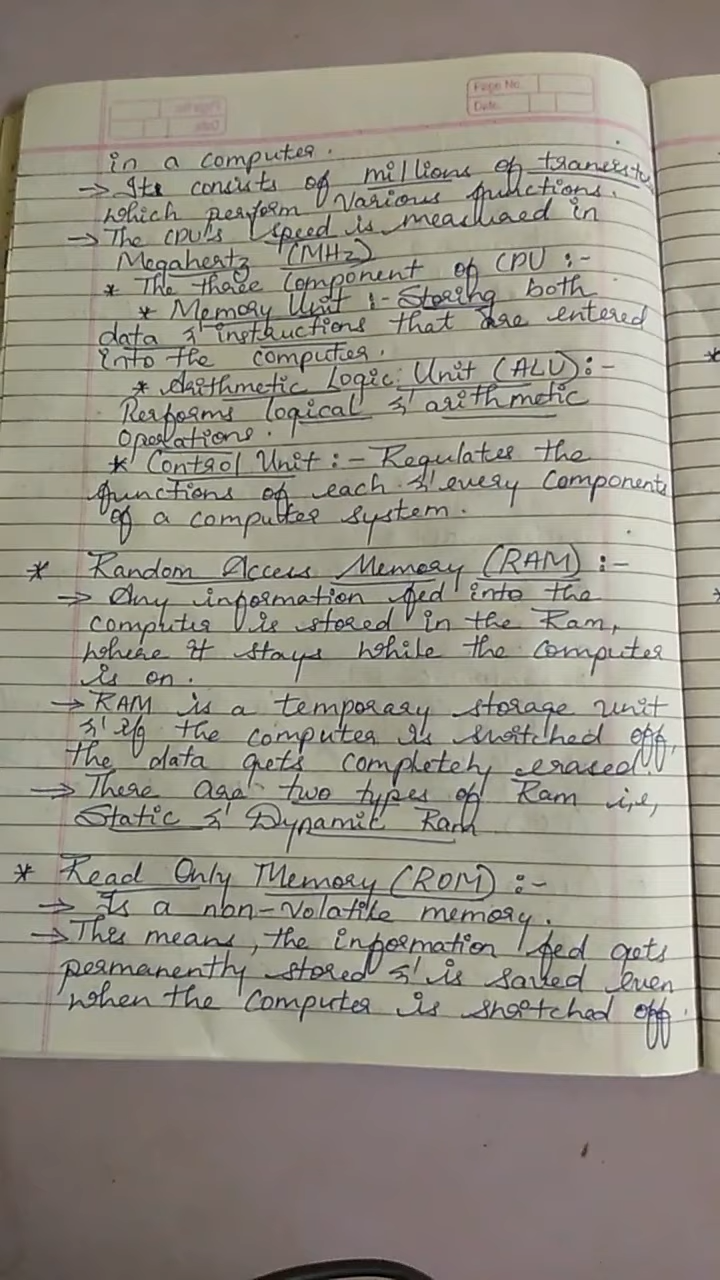 Page No.
Date:
in a computer.
→ It consists of millions of transisto
which perform various functions.
→ The CPU's speed is measured in
Megahertz (MHz)
* The three component of CPU :-
* Memory Unit :- Storing both
data & instructions that are entered
into the computer.
* Arithmetic Logic Unit (ALU) :-
Performs logical & arithmetic
operations.
* Control Unit :- Regulates the
functions of each & every components
of a computer system.
* Random Access Memory (RAM) :-
→ Any information fed into the
computer is stored in the Ram,
where it stays while the computer
is on.
→ RAM is a temporary storage unit
& if the computer is switched off,
the data gets completely erased.
→ There are two types of Ram i,e,
Static & Dynamic Ram
* Read Only Memory (ROM) :-
→ Is a non-volatile memory.
→ This means, the information fed gets
permanently stored & is saved even
when the computer is switched off.